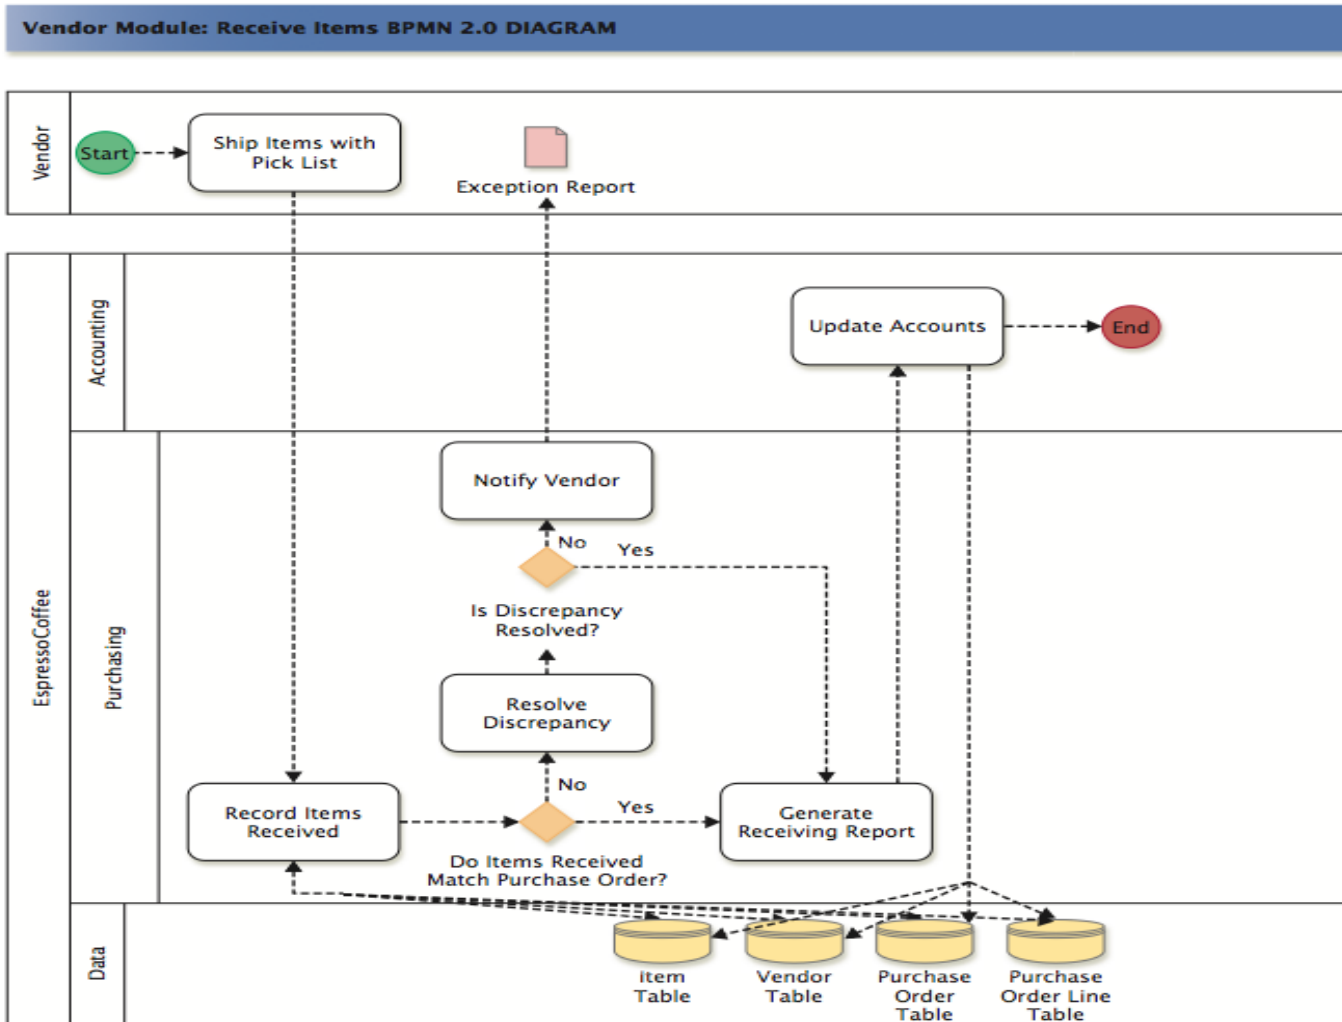 Vendor Module: Receive Items BPMN 2.0 DIAGRAM
Vendor
Start
Ship Items with
Pick List
Exception Report
EspressoCoffee
Accounting
Update Accounts
End
Purchasing
Notify Vendor
No
Yes
Is Discrepancy
Resolved?
Resolve
Discrepancy
No
Yes
Record Items
Received
Do Items Received
Match Purchase Order?
Generate
Receiving Report
Data
Item
Table
Vendor
Table
Purchase
Order
Table
Purchase
Order Line
Table